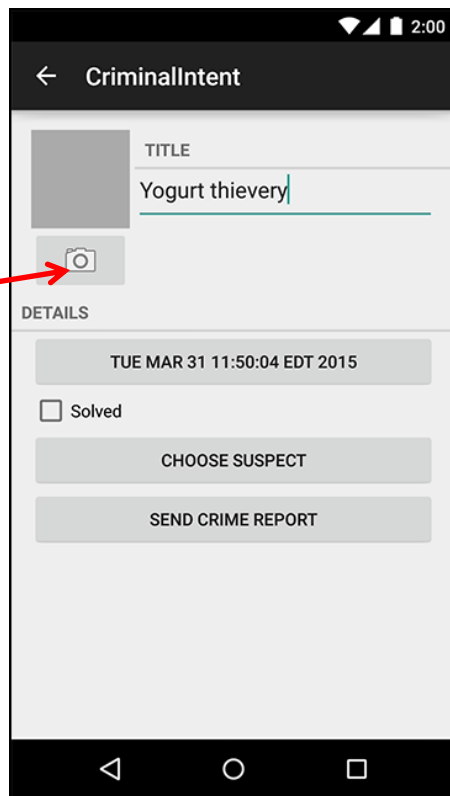 2:00
CriminalIntent
TITLE
Yogurt thievery
DETAILS
TUE MAR 31 11:50:04 EDT 2015
Solved
CHOOSE SUSPECT
SEND CRIME REPORT